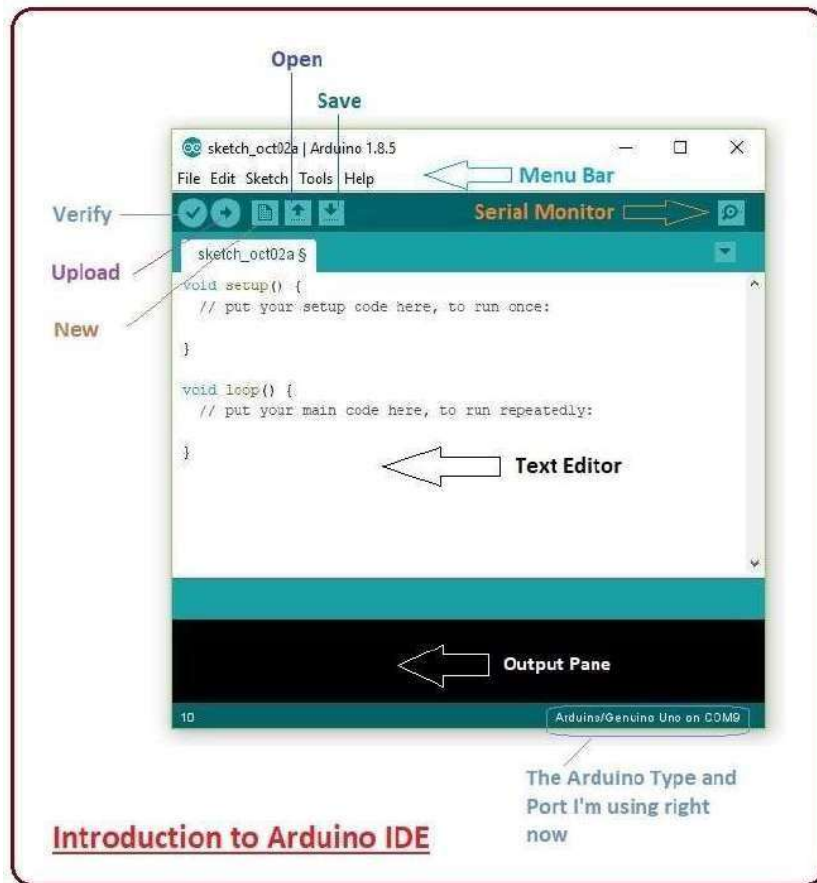 Open
Save
sketch_oct02a | Arduino 1.8.5
File Edit Sketch Tools Help
Menu Bar
Verify
Serial Monitor
sketch_oct02a §
Upload
New
void setup() {
// put your setup code here, to run once:
}
void loop() {
// put your main code here, to run repeatedly:
}
Text Editor
Output Pane
10
Arduino/Genuino Uno on COM9
The Arduino Type and
Port I'm using right
now
Introduction to Arduino IDE